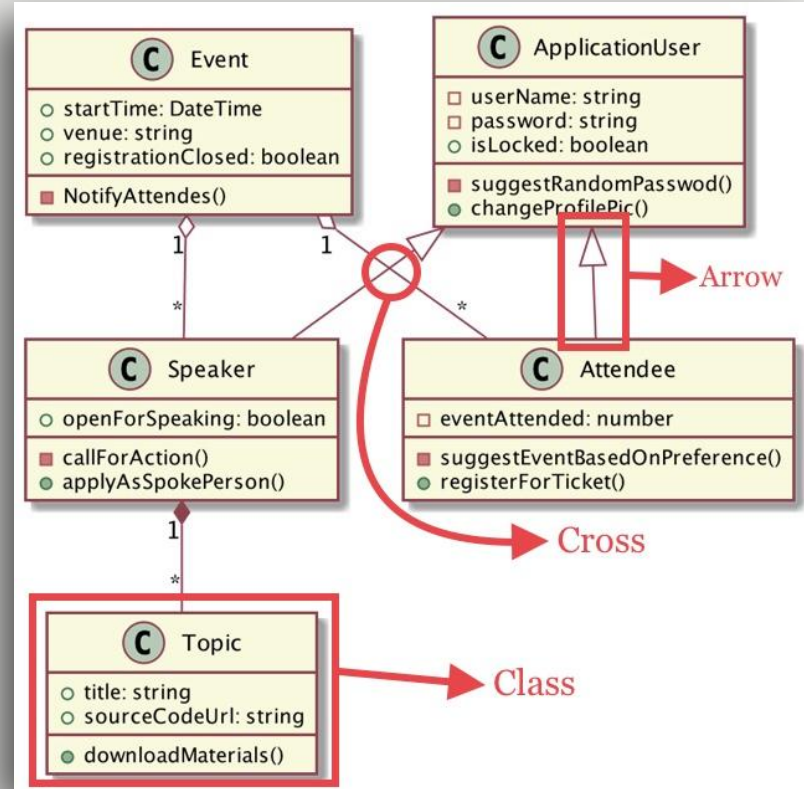 C Event
startTime: DateTime
venue: string
registrationClosed: boolean
NotifyAttendes()
C ApplicationUser
userName: string
password: string
isLocked: boolean
suggestRandomPasswod()
changeProfilePic()
1
1
*
*
Arrow
C Speaker
openForSpeaking: boolean
callForAction()
applyAsSpokePerson()
C Attendee
eventAttended: number
suggestEventBasedOnPreference()
registerForTicket()
1
*
Cross
C Topic
title: string
sourceCodeUrl: string
downloadMaterials()
Class